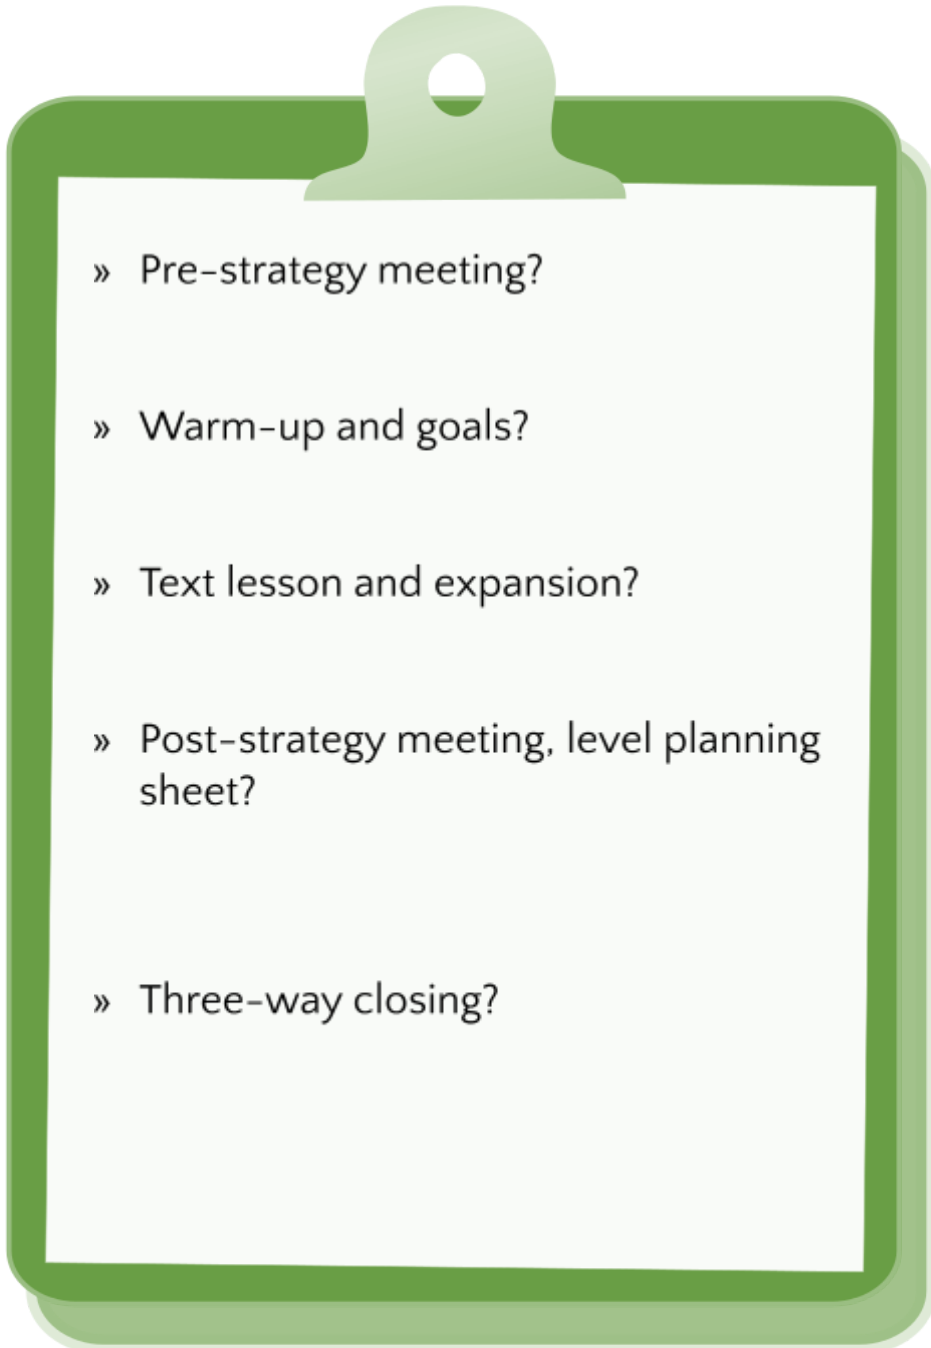 » Pre-strategy meeting?
» Warm-up and goals?
» Text lesson and expansion?
» Post-strategy meeting, level planning
sheet?
» Three-way closing?